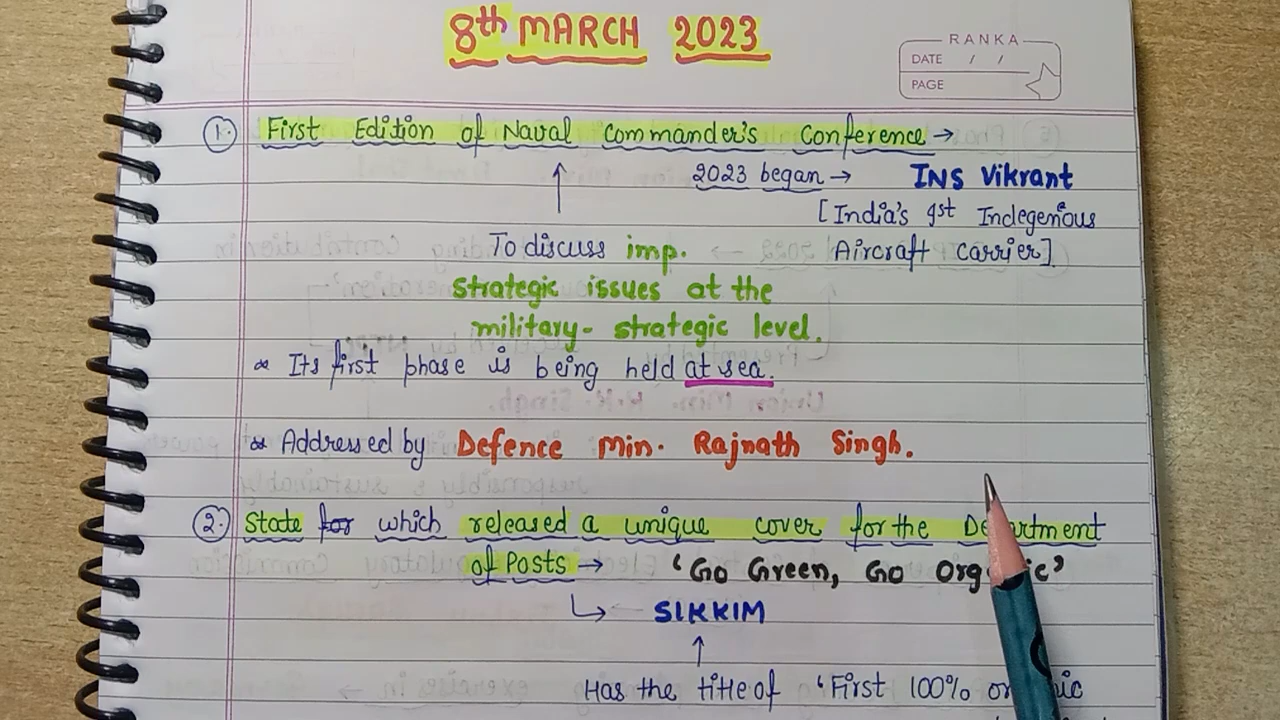 8th MARCH 2023
RANKA
DATE / /
PAGE
1. First Edition of Naval Commander's Conference →
2023 began → INS Vikrant
[India's 1st Indegenous
To discuss imp. Aircraft Carrier]
strategic issues at the
military- strategic level.
* Its first phase is being held at sea.
* Addressed by Defence Min. Rajnath Singh.
2. State for which released a unique cover for the Department
of Posts → 'Go Green, Go Organic'
↳ SIKKIM
↑
Has the title of 'First 100% organic